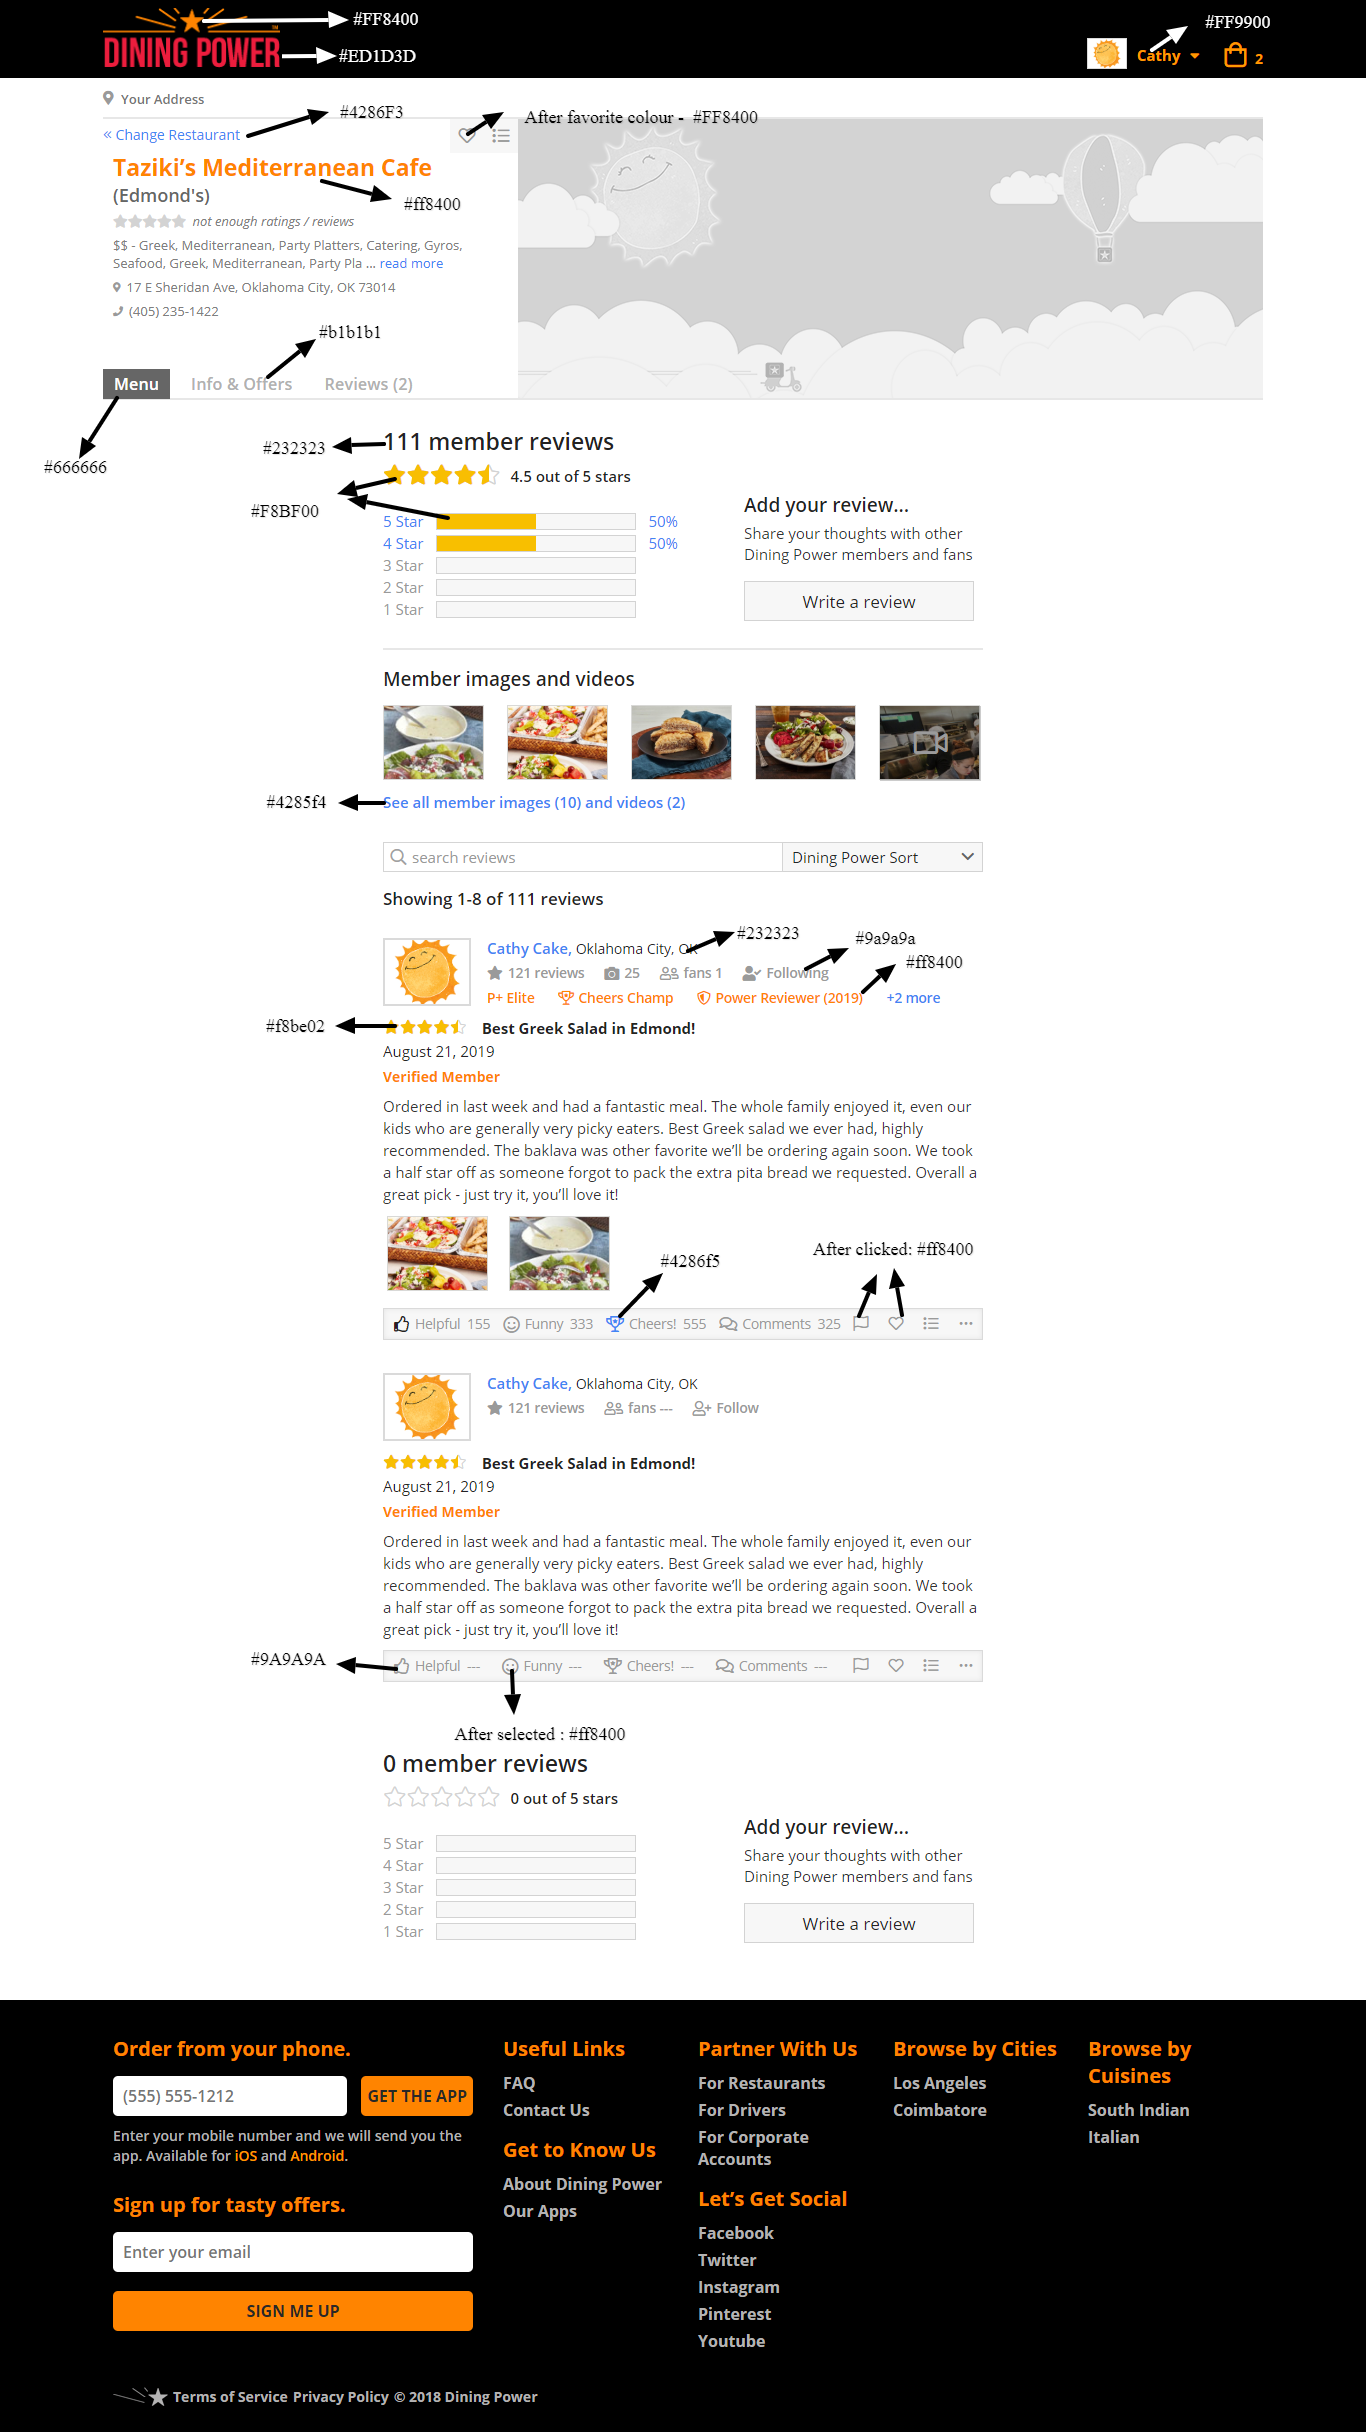 #FF8400
#FF9900
DINING POWER
™
#ED1D3D
Cathy
2
Your Address
#4286F3
After favorite colour - #FF8400
« Change Restaurant
Taziki’s Mediterranean Cafe
(Edmond's)
#ff8400
not enough ratings / reviews
$$ - Greek, Mediterranean, Party Platters, Catering, Gyros,
Seafood, Greek, Mediterranean, Party Pla ... read more
17 E Sheridan Ave, Oklahoma City, OK 73014
(405) 235-1422
#b1b1b1
Menu
Info & Offers
Reviews (2)
#666666
#232323
111 member reviews
4.5 out of 5 stars
#F8BF00
5 Star 50%
4 Star 50%
3 Star
2 Star
1 Star
Add your review...
Share your thoughts with other
Dining Power members and fans
Write a review
Member images and videos
#4285f4
See all member images (10) and videos (2)
search reviews
Dining Power Sort
Showing 1-8 of 111 reviews
#232323
#9a9a9a
#ff8400
Cathy Cake, Oklahoma City, OK
121 reviews 25 fans 1 Following
P+ Elite Cheers Champ Power Reviewer (2019) +2 more
#f8be02
Best Greek Salad in Edmond!
August 21, 2019
Verified Member
Ordered in last week and had a fantastic meal. The whole family enjoyed it, even our
kids who are generally very picky eaters. Best Greek salad we ever had, highly
recommended. The baklava was other favorite we’ll be ordering again soon. We took
a half star off as someone forgot to pack the extra pita bread we requested. Overall a
great pick - just try it, you’ll love it!
#4286f5
After clicked: #ff8400
Helpful 155 Funny 333 Cheers! 555 Comments 325
Cathy Cake, Oklahoma City, OK
121 reviews fans --- Follow
Best Greek Salad in Edmond!
August 21, 2019
Verified Member
Ordered in last week and had a fantastic meal. The whole family enjoyed it, even our
kids who are generally very picky eaters. Best Greek salad we ever had, highly
recommended. The baklava was other favorite we’ll be ordering again soon. We took
a half star off as someone forgot to pack the extra pita bread we requested. Overall a
great pick - just try it, you’ll love it!
#9A9A9A
Helpful --- Funny --- Cheers! --- Comments ---
After selected : #ff8400
0 member reviews
0 out of 5 stars
5 Star
4 Star
3 Star
2 Star
1 Star
Add your review...
Share your thoughts with other
Dining Power members and fans
Write a review
Order from your phone.
(555) 555-1212
GET THE APP
Enter your mobile number and we will send you the
app. Available for iOS and Android.
Sign up for tasty offers.
Enter your email
SIGN ME UP
Useful Links
FAQ
Contact Us
Get to Know Us
About Dining Power
Our Apps
Partner With Us
For Restaurants
For Drivers
For Corporate
Accounts
Let’s Get Social
Facebook
Twitter
Instagram
Pinterest
Youtube
Browse by Cities
Los Angeles
Coimbatore
Browse by
Cuisines
South Indian
Italian
Terms of Service Privacy Policy © 2018 Dining Power